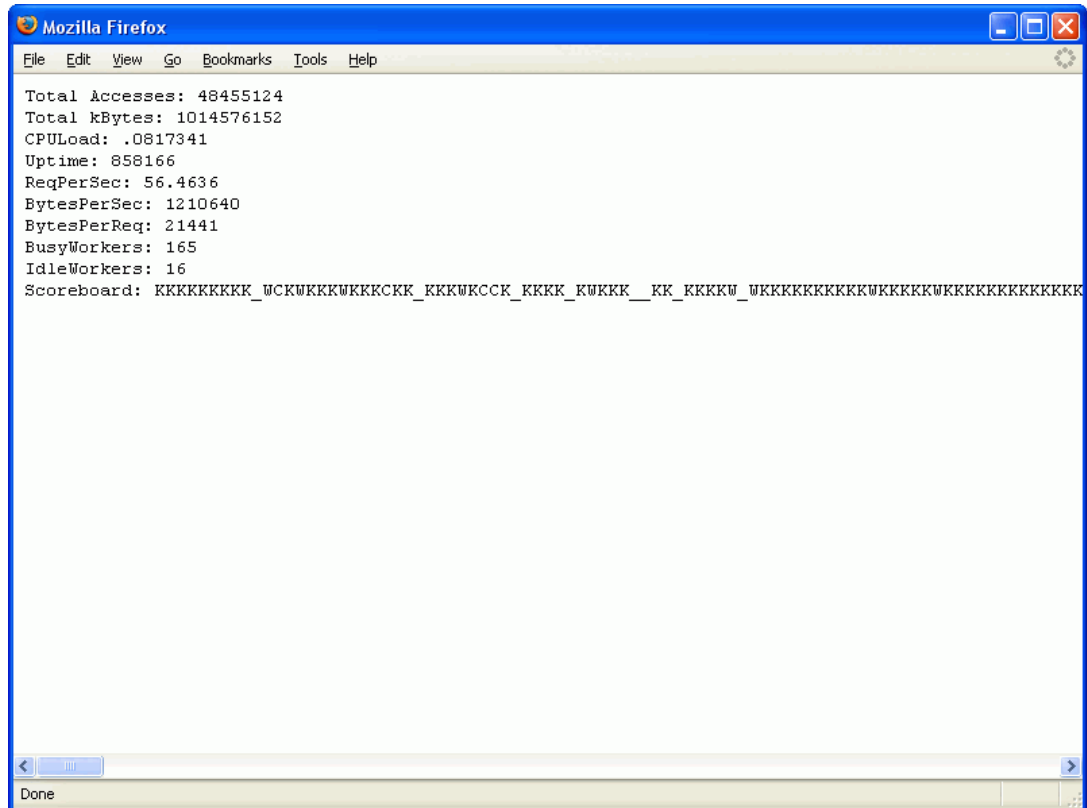 Mozilla Firefox
File Edit View Go Bookmarks Tools Help
Total Accesses: 48455124
Total kBytes: 1014576152
CPULoad: .0817341
Uptime: 858166
ReqPerSec: 56.4636
BytesPerSec: 1210640
BytesPerReq: 21441
BusyWorkers: 165
IdleWorkers: 16
Scoreboard: KKKKKKKKK_WCKWKKKWKKKCKK_KKKWKCCK_KKKK_KWKKK__KK_KKKKW_WKKKKKKKKKKWKKKKKWKKKKKKKKKKKKK
Done